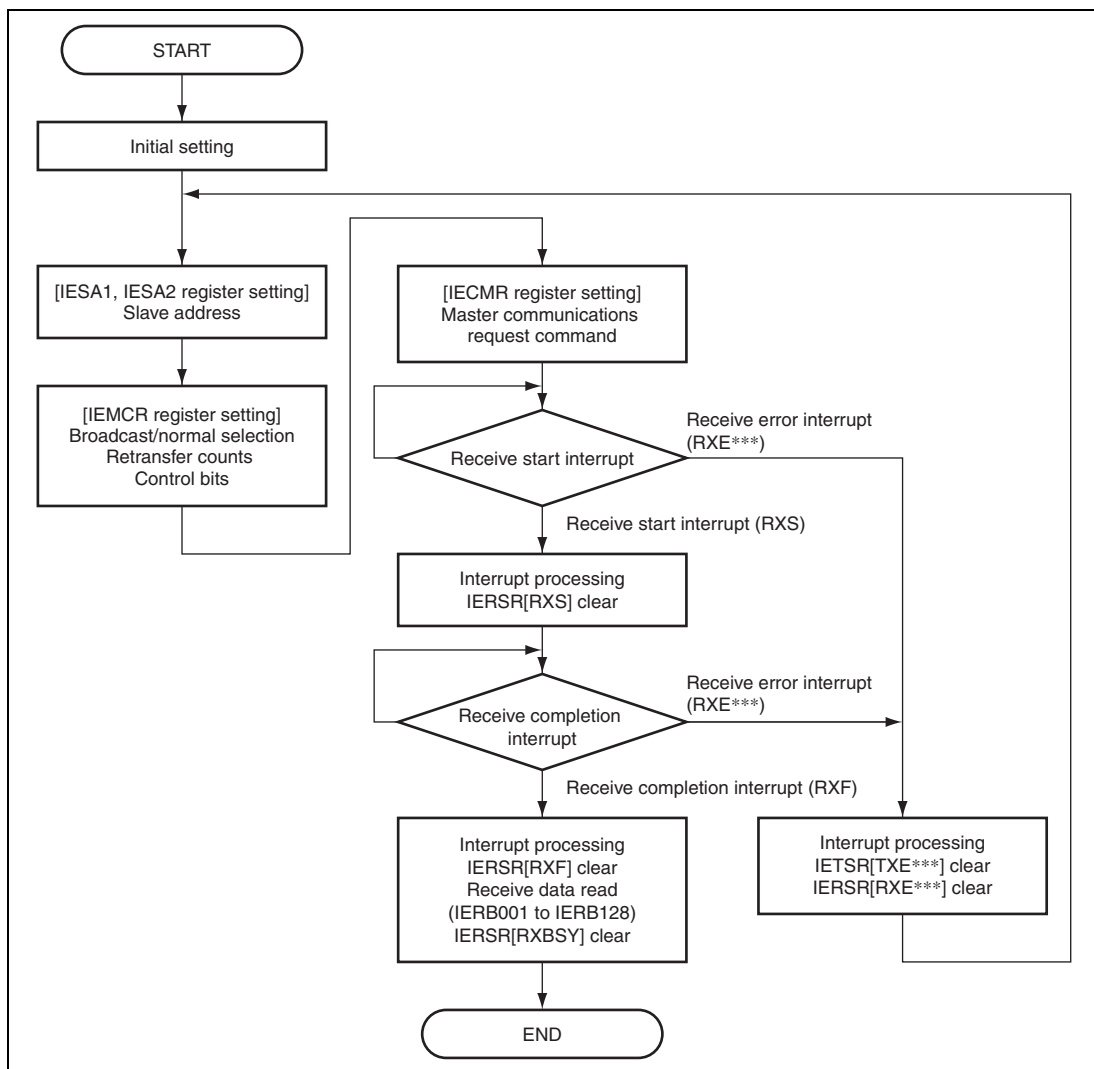 START
Initial setting
[IESA1, IESA2 register setting]
Slave address
[IEMCR register setting]
Broadcast/normal selection
Retransfer counts
Control bits
[IECMR register setting]
Master communications
request command
Receive start interrupt
Receive error interrupt
(RXE***)
Receive start interrupt (RXS)
Interrupt processing
IERSR[RXS] clear
Receive completion
interrupt
Receive error interrupt
(RXE***)
Receive completion interrupt (RXF)
Interrupt processing
IERSR[RXF] clear
Receive data read
(IERB001 to IERB128)
IERSR[RXBSY] clear
Interrupt processing
IETSR[TXE***] clear
IERSR[RXE***] clear
END